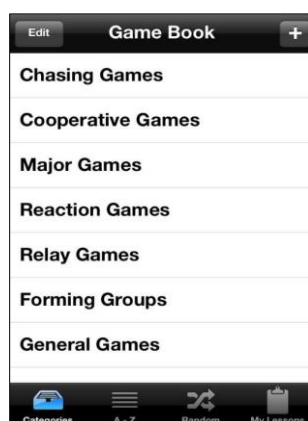 Edit Game Book +
Chasing Games
Cooperative Games
Major Games
Reaction Games
Relay Games
Forming Groups
General Games
Categories A - Z Random My Lessons